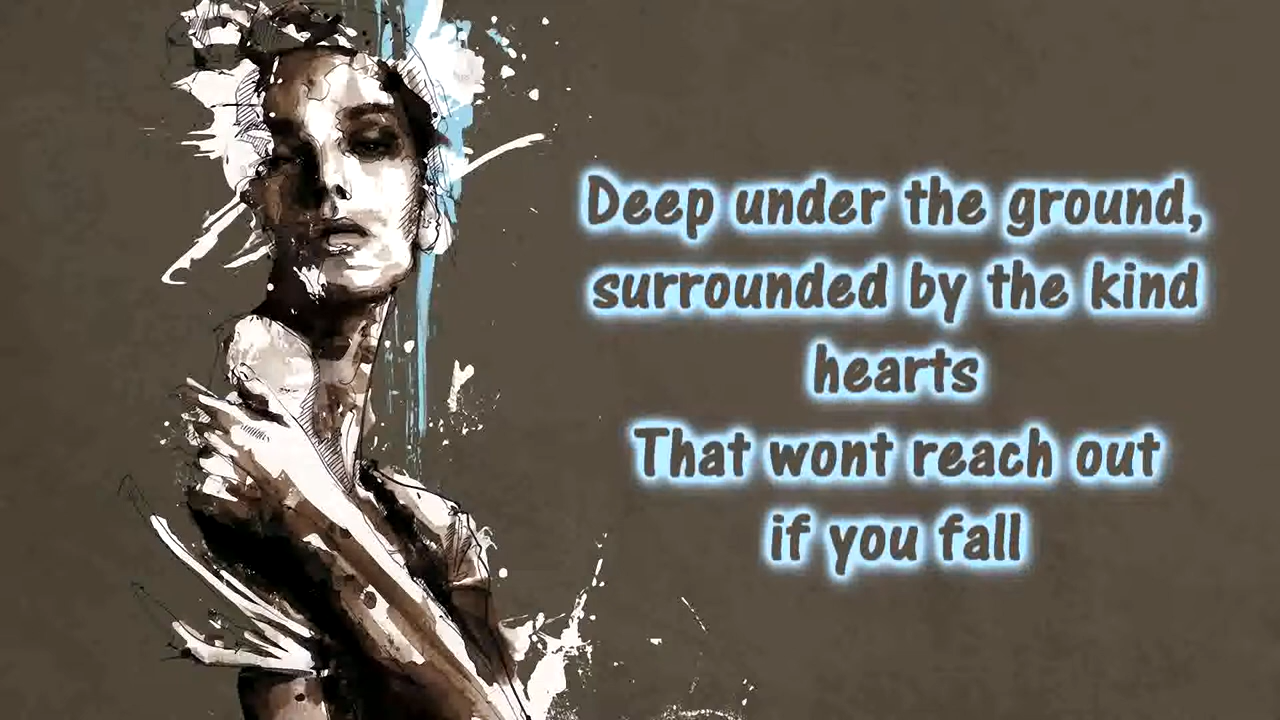 Deep under the ground,
surrounded by the kind
hearts
That wont reach out
if you fall